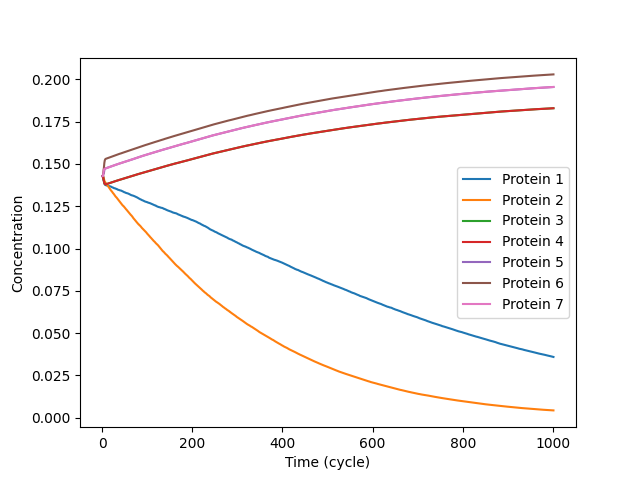 0.200
0.175
0.150
0.125
0.100
0.075
0.050
0.025
0.000
Concentration
Protein 1
Protein 2
Protein 3
Protein 4
Protein 5
Protein 6
Protein 7
0 200 400 600 800 1000
Time (cycle)